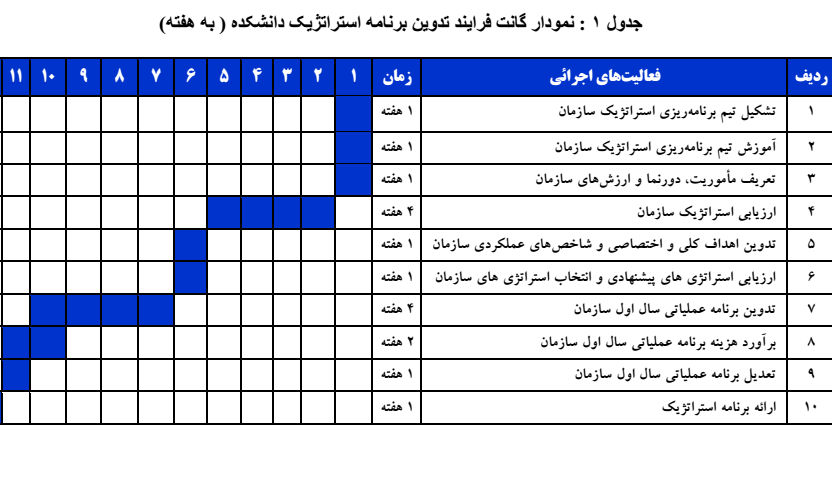 جدول ۱ : نمودار گانت فرایند تدوین برنامه استراتژیک دانشکده ( به هفته)
ردیف فعالیت‌های اجرائی زمان ۱ ۲ ۳ ۴ ۵ ۶ ۷ ۸ ۹ ۱۰ ۱۱
۱ تشکیل تیم برنامه‌ریزی استراتژیک سازمان ۱ هفته
۲ آموزش تیم برنامه‌ریزی استراتژیک سازمان ۱ هفته
۳ تعریف مأموریت، دورنما و ارزش‌های سازمان ۱ هفته
۴ ارزیابی استراتژیک سازمان ۴ هفته
۵ تدوین اهداف کلی و اختصاصی و شاخص‌های عملکردی سازمان ۱ هفته
۶ ارزیابی استراتژی های پیشنهادی و انتخاب استراتژی های سازمان ۱ هفته
۷ تدوین برنامه عملیاتی سال اول سازمان ۴ هفته
۸ برآورد هزینه برنامه عملیاتی سال اول سازمان ۲ هفته
۹ تعدیل برنامه عملیاتی سال اول سازمان ۱ هفته
۱۰ ارائه برنامه استراتژیک ۱ هفته